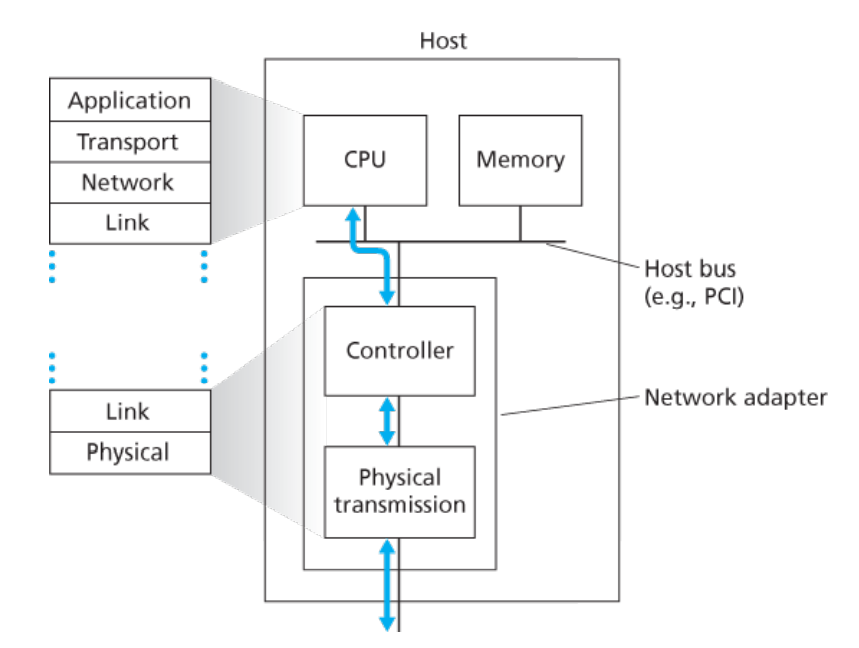 Host
Application
Transport
Network
Link
CPU
Memory
Host bus
(e.g., PCI)
Controller
Network adapter
Link
Physical
Physical
transmission